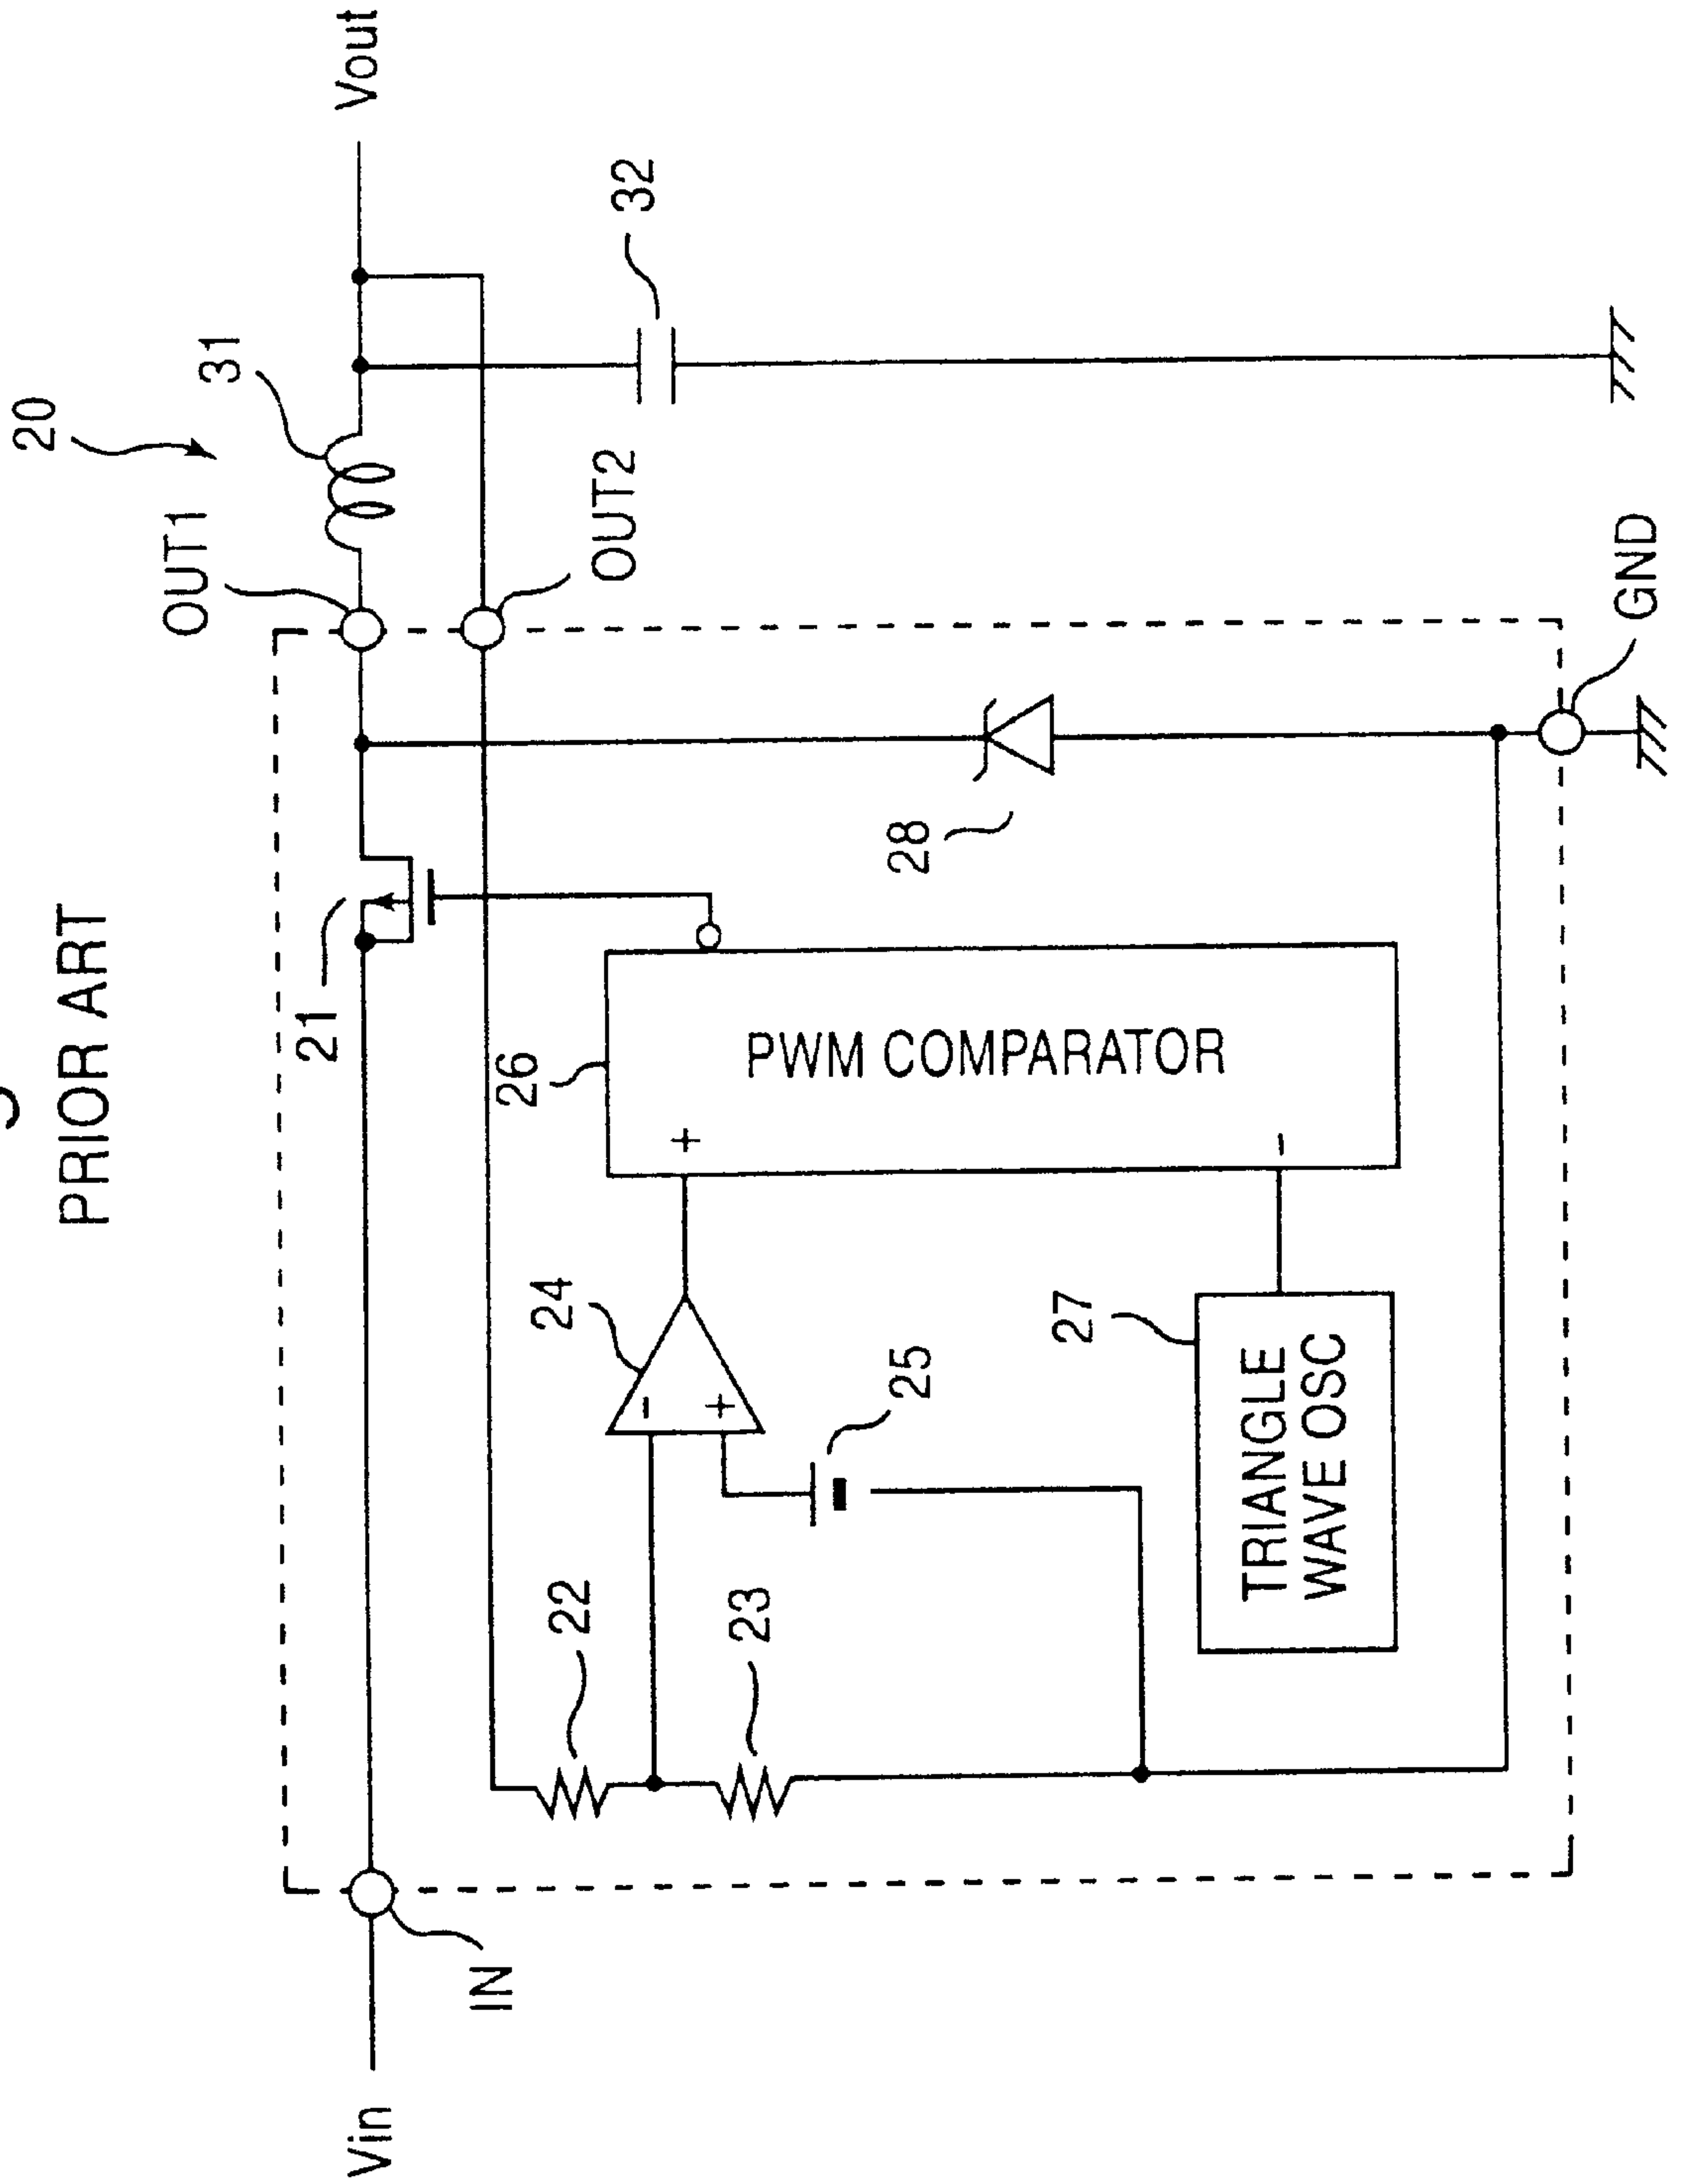 PRIOR ART
20
31
OUT1
Vout
21
32
OUT2
22
24
26
PWM COMPARATOR
+
-
-
+
23
25
28
27
TRIANGLE
WAVE OSC
Vin
IN
GND